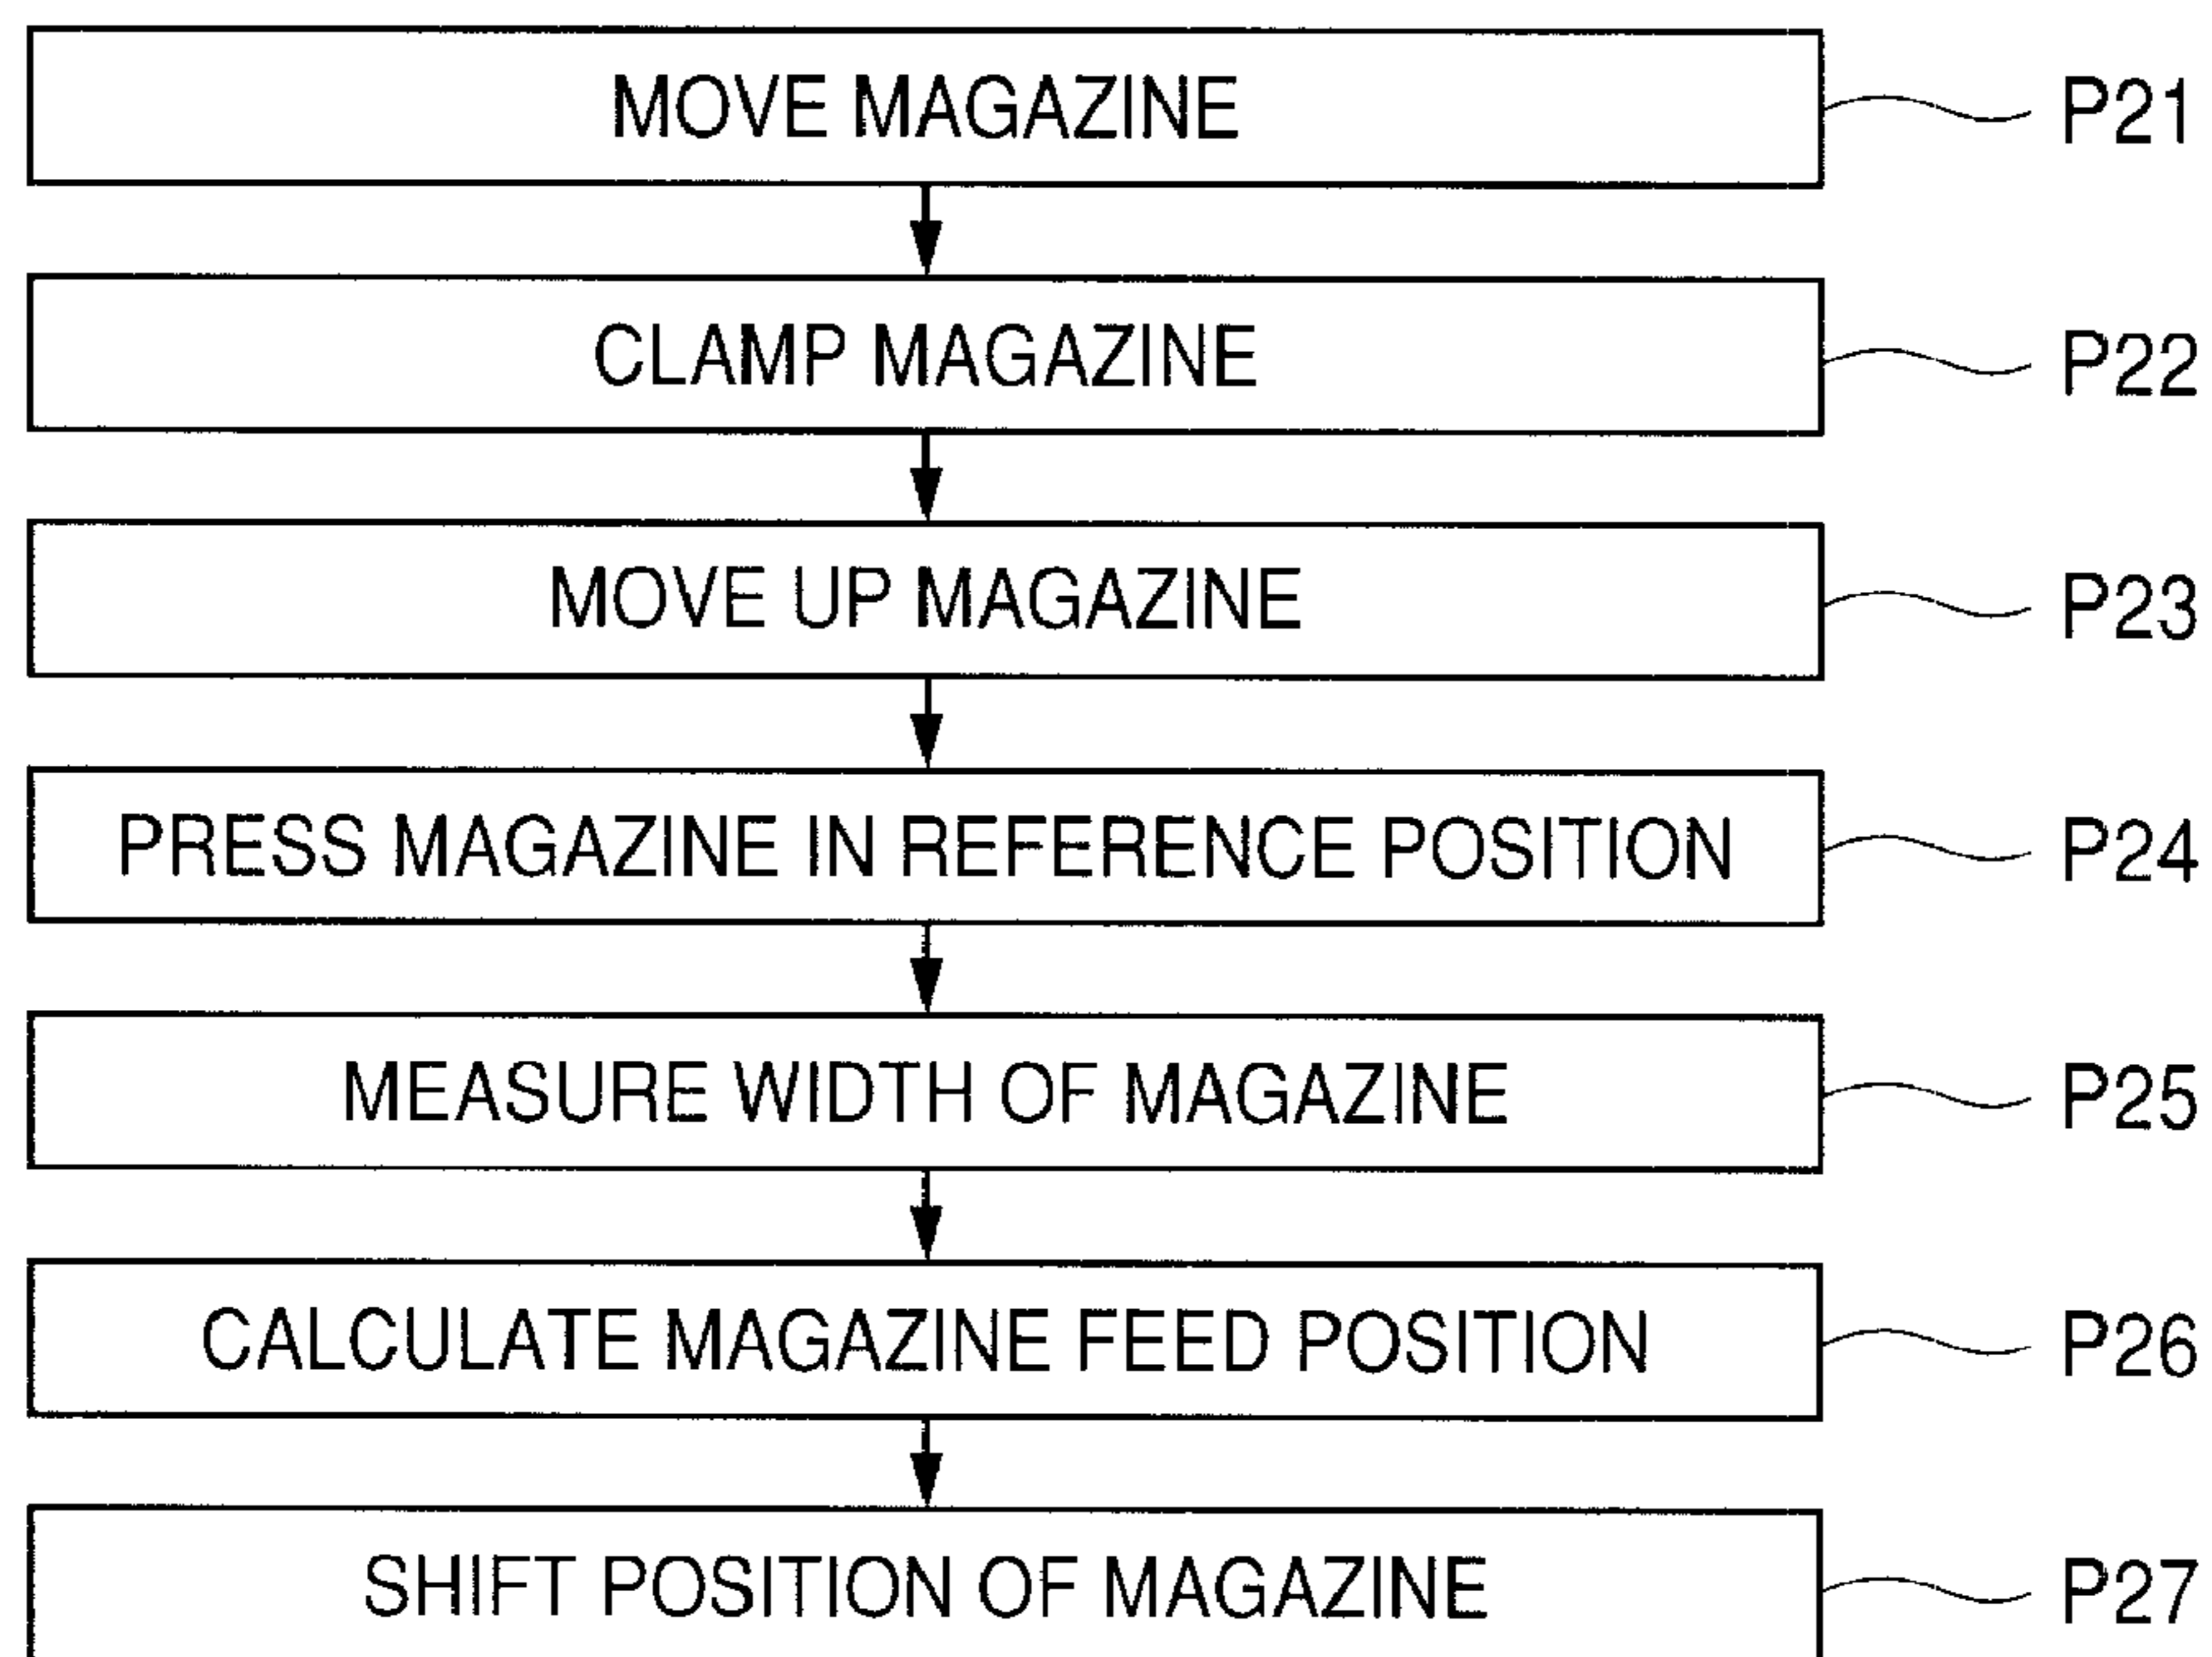 MOVE MAGAZINE P21
CLAMP MAGAZINE P22
MOVE UP MAGAZINE P23
PRESS MAGAZINE IN REFERENCE POSITION P24
MEASURE WIDTH OF MAGAZINE P25
CALCULATE MAGAZINE FEED POSITION P26
SHIFT POSITION OF MAGAZINE P27